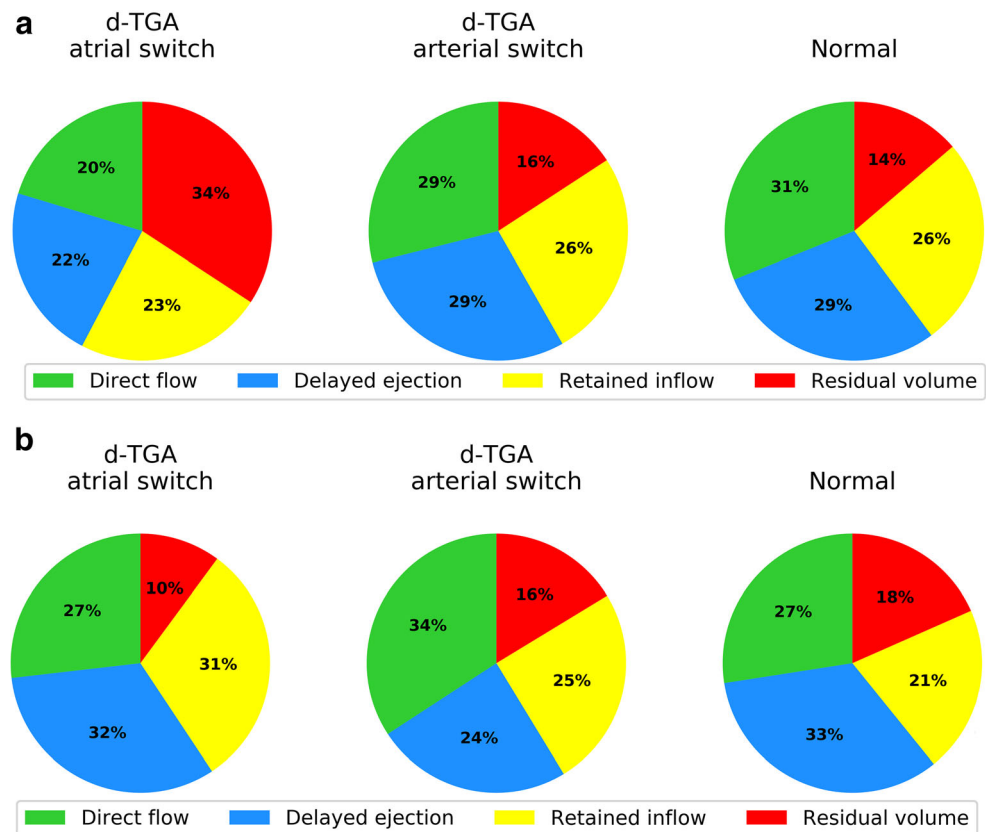 a
d-TGA
atrial switch
d-TGA
arterial switch
Normal
20%
34%
22%
23%
29%
16%
29%
26%
31%
14%
29%
26%
Direct flow
Delayed ejection
Retained inflow
Residual volume
b
d-TGA
atrial switch
d-TGA
arterial switch
Normal
27%
10%
32%
31%
34%
16%
24%
25%
27%
18%
33%
21%
Direct flow
Delayed ejection
Retained inflow
Residual volume